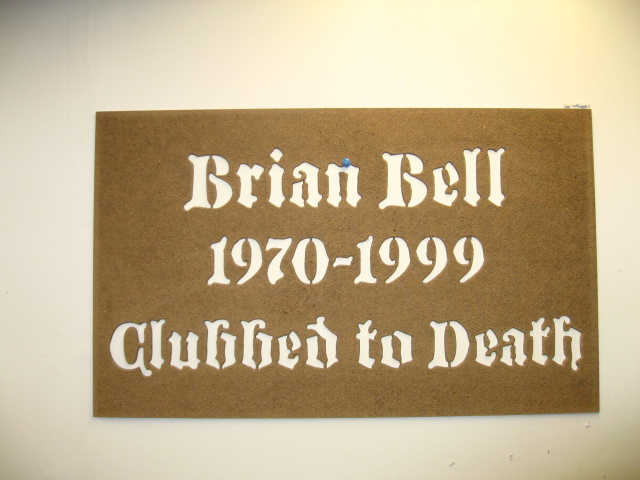 Brian Bell
1970-1999
Clubbed to Death